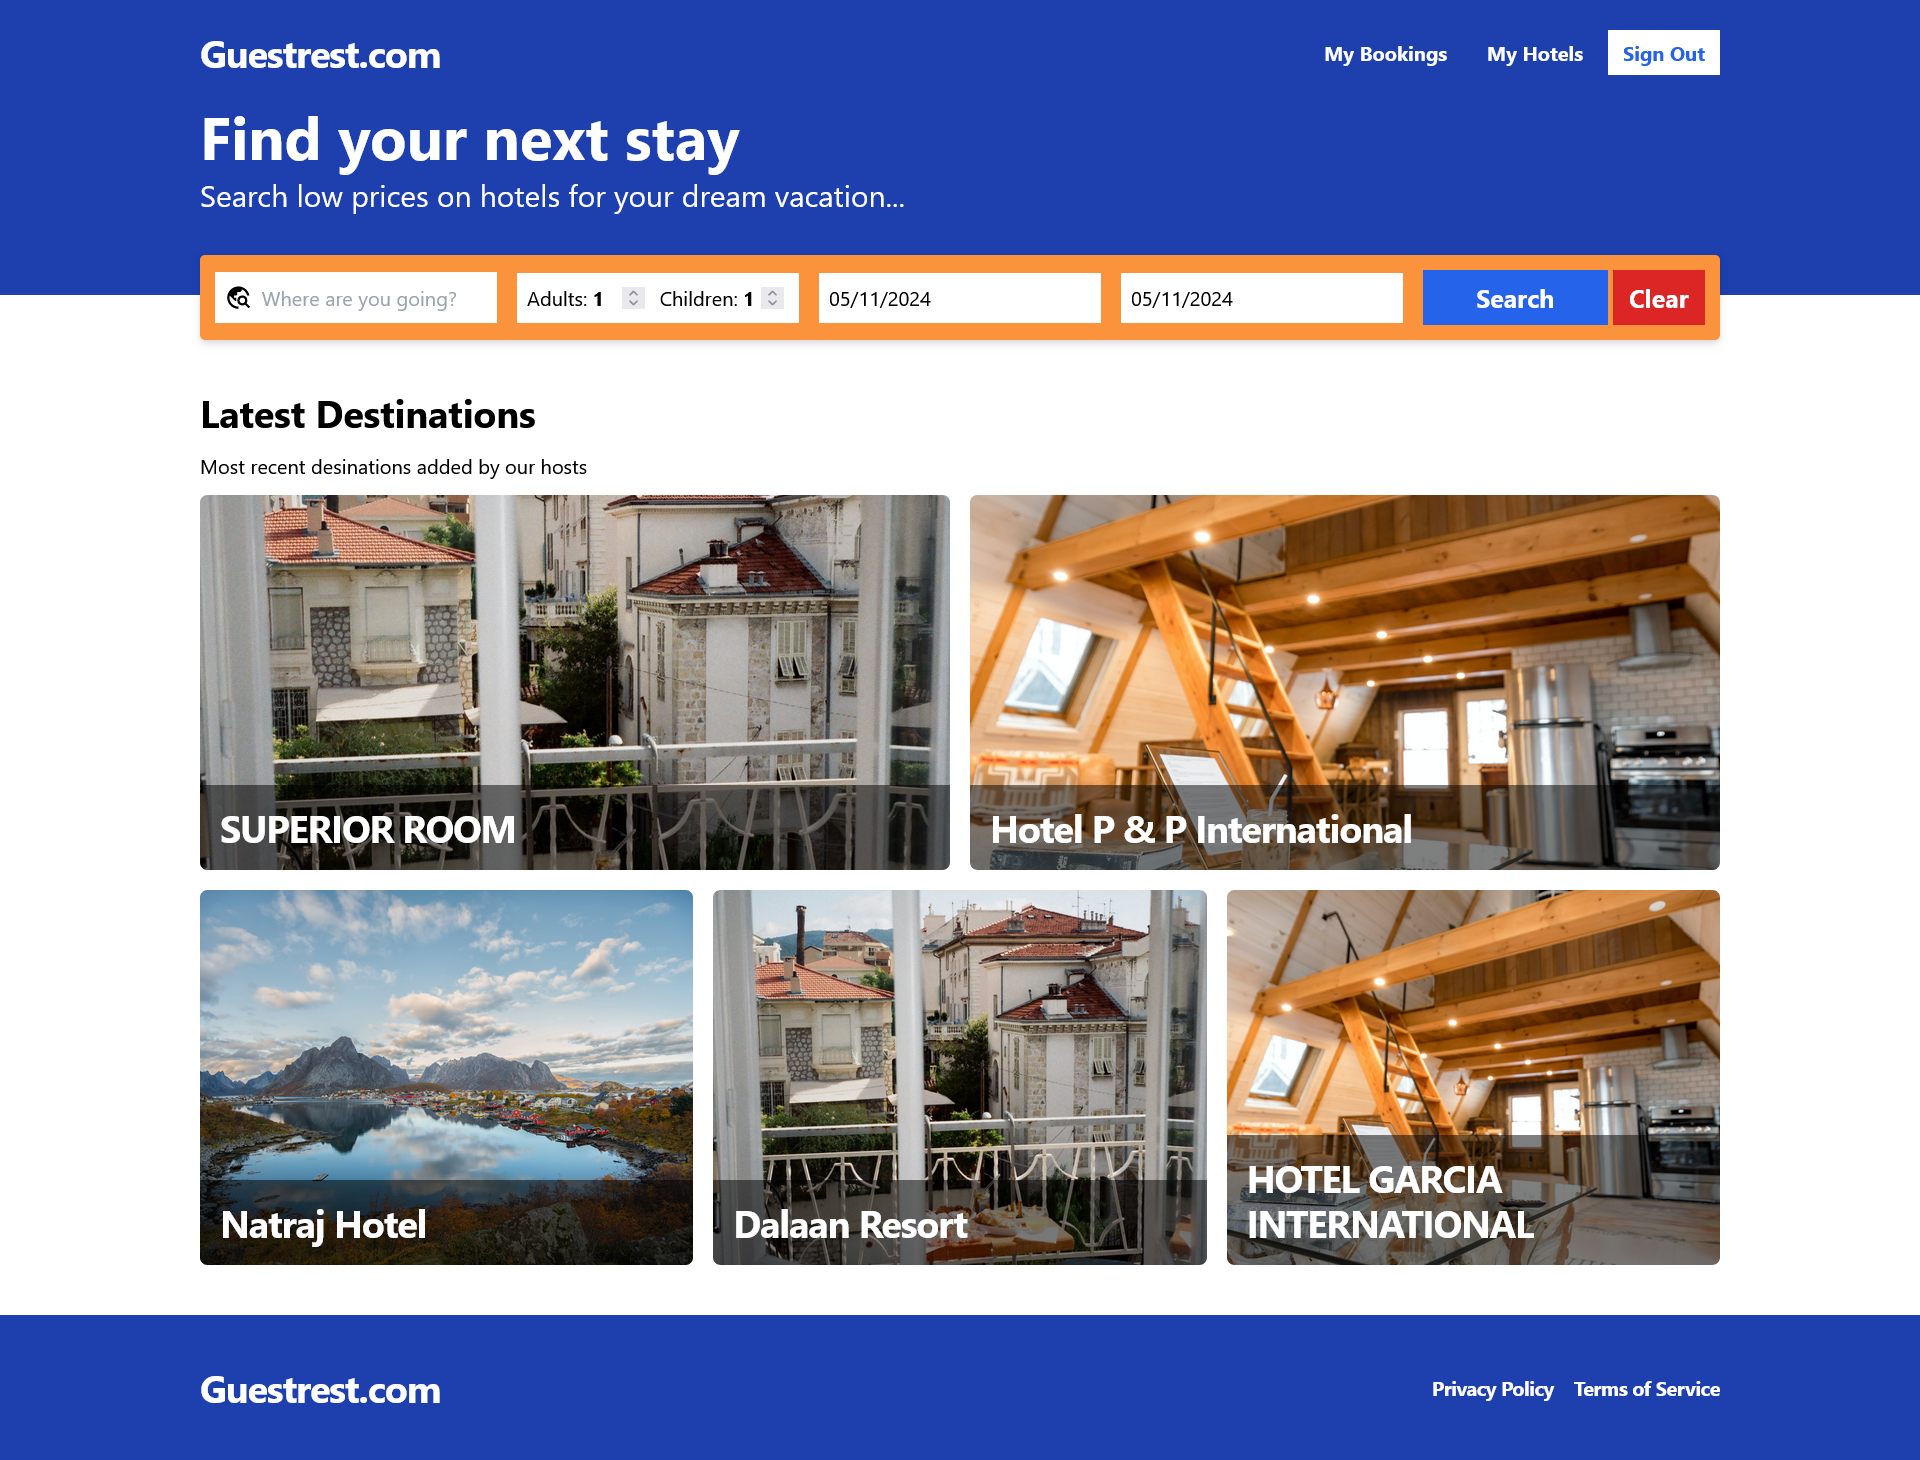 Guestrest.com
My Bookings
My Hotels
Sign Out
Find your next stay
Search low prices on hotels for your dream vacation...
Where are you going?
Adults: 1
Children: 1
05/11/2024
05/11/2024
Search
Clear
Latest Destinations
Most recent desinations added by our hosts
SUPERIOR ROOM
Hotel P & P International
Natraj Hotel
Dalaan Resort
HOTEL GARCIA
INTERNATIONAL
Guestrest.com
Privacy Policy
Terms of Service